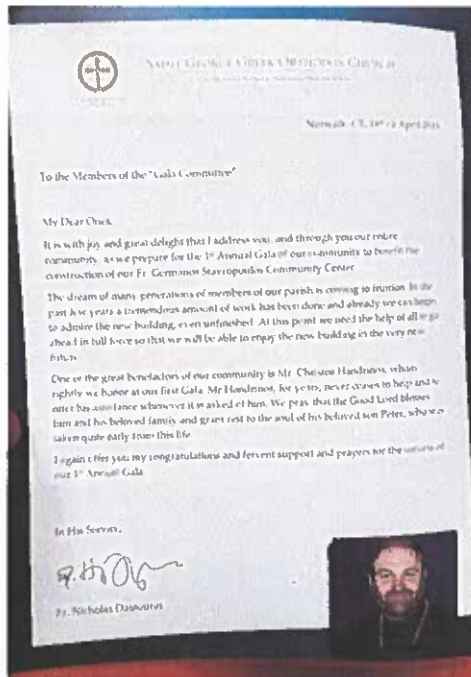 SAINT GEORGE GREEK ORTHODOX CHURCH
Norwalk, CT, April
To the Members of the "Gala Committee"
My Dear Ones,
It is with joy and great delight that I address you, and through you our entire
community, as we prepare for the 1st Annual Gala of our community to benefit the
construction of our Fr. Germanos Stavropoulos Community Center.
The dream of many generations of members of our parish is coming to fruition. In the
past few years a tremendous amount of work has been done and already we can begin
to admire the new building, even unfinished. At this point we need the help of all to go
ahead in full force so that we will be able to enjoy the new building in the very near
future.
One of the great benefactors of our community is Mr. Christos Handrinos, whom
rightly we honor at our first Gala. Mr Handrinos, for years, never ceases to help and to
offer his assistance whenever it is asked of him. We pray that the Good Lord blesses
him and his beloved family and grant rest to the soul of his beloved son Peter, who was
taken quite early from this life.
I again offer you my congratulations and fervent support and prayers for the success of
our 1st Annual Gala.
In His Service,
Fr. Nicholas